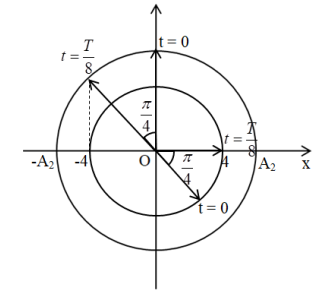 t = 0
t = T/8
π/4
t = T/8
-A₂
-4
O
π/4
4
A₂
x
t = 0